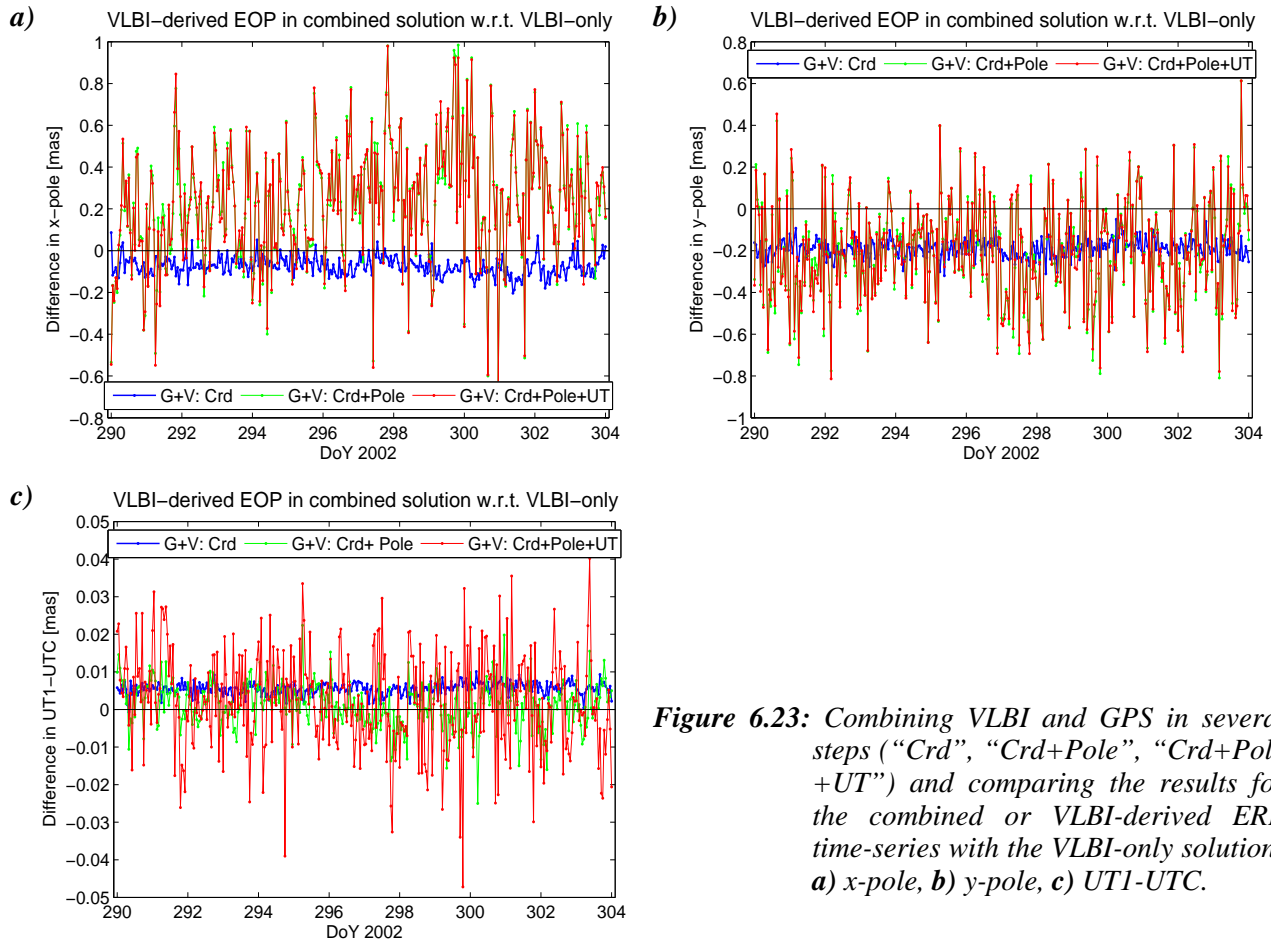 a)
VLBI−derived EOP in combined solution w.r.t. VLBI−only
1
0.8
0.6
0.4
0.2
0
−0.2
−0.4
−0.6
−0.8
Difference in x−pole [mas]
G+V: Crd G+V: Crd+Pole G+V: Crd+Pole+UT
290 292 294 296 298 300 302 304
DoY 2002
b)
VLBI−derived EOP in combined solution w.r.t. VLBI−only
0.8
0.6
0.4
0.2
0
−0.2
−0.4
−0.6
−0.8
−1
Difference in y−pole [mas]
G+V: Crd G+V: Crd+Pole G+V: Crd+Pole+UT
290 292 294 296 298 300 302 304
DoY 2002
c)
VLBI−derived EOP in combined solution w.r.t. VLBI−only
0.05
0.04
0.03
0.02
0.01
0
−0.01
−0.02
−0.03
−0.04
−0.05
Difference in UT1−UTC [mas]
G+V: Crd G+V: Crd+ Pole G+V: Crd+Pole+UT
290 292 294 296 298 300 302 304
DoY 2002
Figure 6.23: Combining VLBI and GPS in severa
steps (“Crd”, “Crd+Pole”, “Crd+Pol
+UT”) and comparing the results fo
the combined or VLBI-derived ER
time-series with the VLBI-only solution
a) x-pole, b) y-pole, c) UT1-UTC.